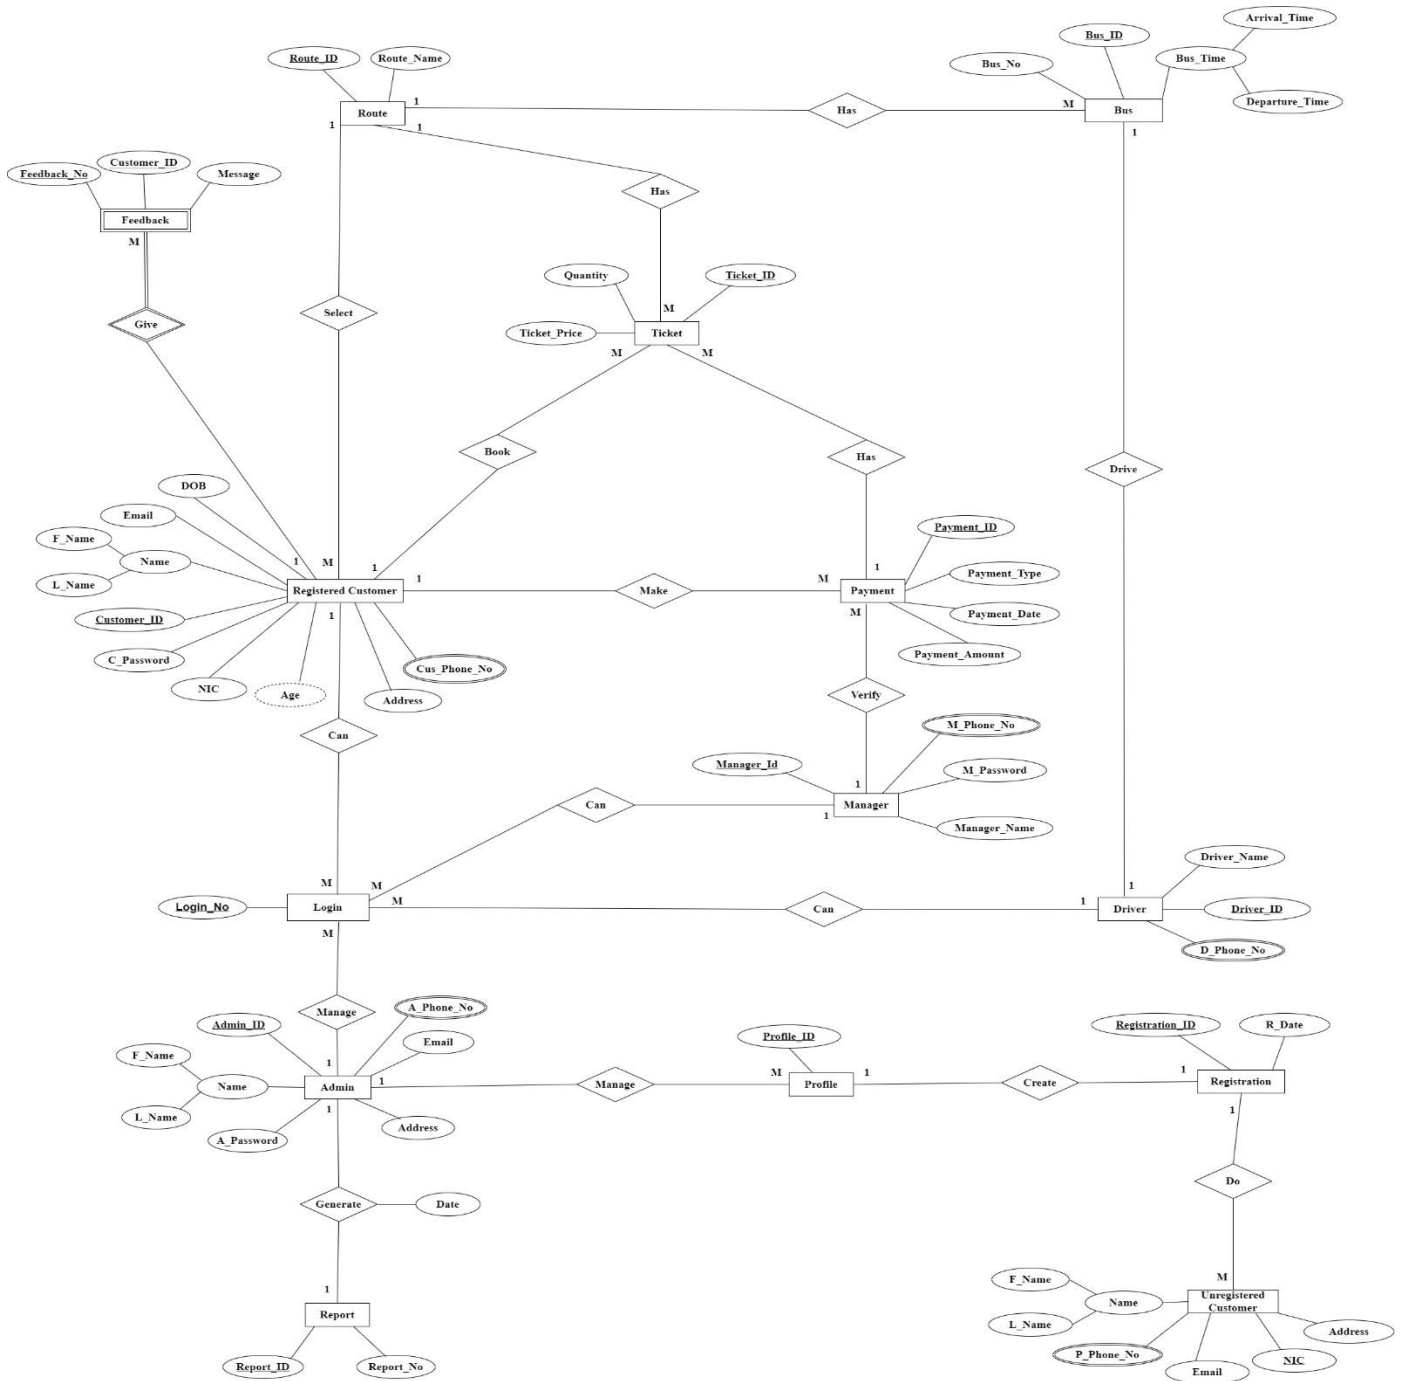 Arrival_Time
Bus_ID
Route_ID
Route_Name
Bus_No
Bus_Time
Departure_Time
1
Route
Has
M
Bus
1
1
1
Customer_ID
Feedback_No
Message
Has
Feedback
M
Quantity
Ticket_ID
M
Give
Select
Ticket_Price
Ticket
M
M
Book
Has
Drive
DOB
Email
Payment_ID
F_Name
Name
1
M
1
1
M
1
Payment_Type
L_Name
Registered Customer
Make
Payment
Customer_ID
1
M
Payment_Date
C_Password
Cus_Phone_No
Payment_Amount
NIC
Age
Address
Verify
M_Phone_No
Can
Manager_Id
M_Password
1
Can
Manager
1
Manager_Name
Driver_Name
M
M
1
Login_No
Login
M
Can
1
Driver
Driver_ID
M
D_Phone_No
Manage
A_Phone_No
Admin_ID
Registration_ID
R_Date
Email
Profile_ID
F_Name
1
Name
Admin
1
Manage
M
Profile
1
Create
1
Registration
L_Name
1
1
A_Password
Address
Do
Generate
Date
M
F_Name
1
Name
Unregistered
Customer
Report
L_Name
Address
P_Phone_No
Report_ID
Report_No
Email
NIC